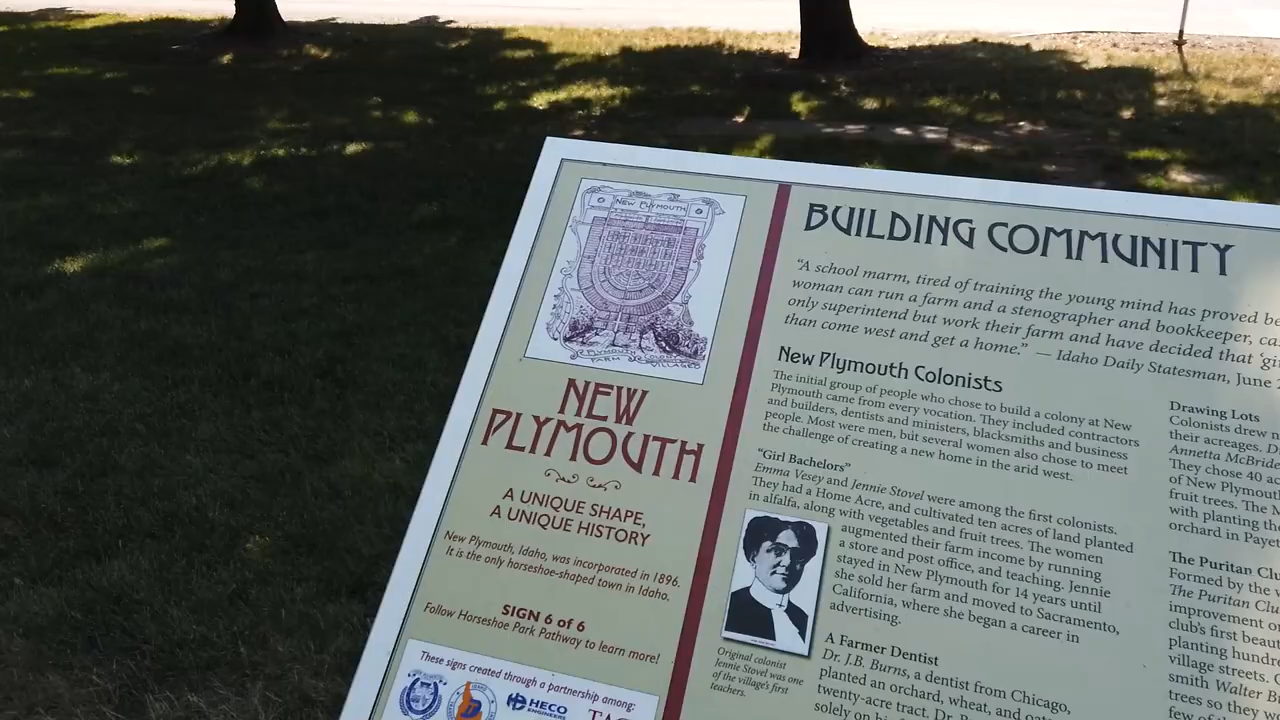 NEW PLYMOUTH
NEW
PLYMOUTH
A UNIQUE SHAPE,
A UNIQUE HISTORY
New Plymouth, Idaho, was incorporated in 1896.
It is the only horseshoe-shaped town in Idaho.
SIGN 6 OF 6
Follow Horseshoe Park Pathway to learn more!
These signs created through a partnership among:
HECO
ENGINEERS
BUILDING COMMUNITY
“A school marm, tired of training the young mind has proved
woman can run a farm and a stenographer and bookkeeper,
only superintend but work their farm and have decided that
than come west and get a home.” — Idaho Daily Statesman, June
New Plymouth Colonists
The initial group of people who chose to build a colony at New
Plymouth came from every vocation. They included contractors
and builders, dentists and ministers, blacksmiths and business
people. Most were men, but several women also chose to meet
the challenge of creating a new home in the arid west.
“Girl Bachelors”
Emma Vesey and Jennie Stovel were among the first colonists.
They had a Home Acre, and cultivated ten acres of land planted
in alfalfa, along with vegetables and fruit trees. The women
augmented their farm income by running
a store and post office, and teaching. Jennie
stayed in New Plymouth for 14 years until
she sold her farm and moved to Sacramento,
California, where she began a career in
advertising.
Original colonist
Jennie Stovel was one
of the village's first
teachers.
A Farmer Dentist
Dr. J.B. Burns, a dentist from Chicago,
planted an orchard, wheat, and oats
twenty-acre tract. Dr.
solely on
Drawing Lots
Colonists drew
their acreages.
Annetta McBride
They chose 40
of New Plymouth
fruit trees. The
with planting
orchard in
The Puritan
Formed by the
The Puritan
improvement
club's first
planting
village streets.
smith Walter
trees so they
few